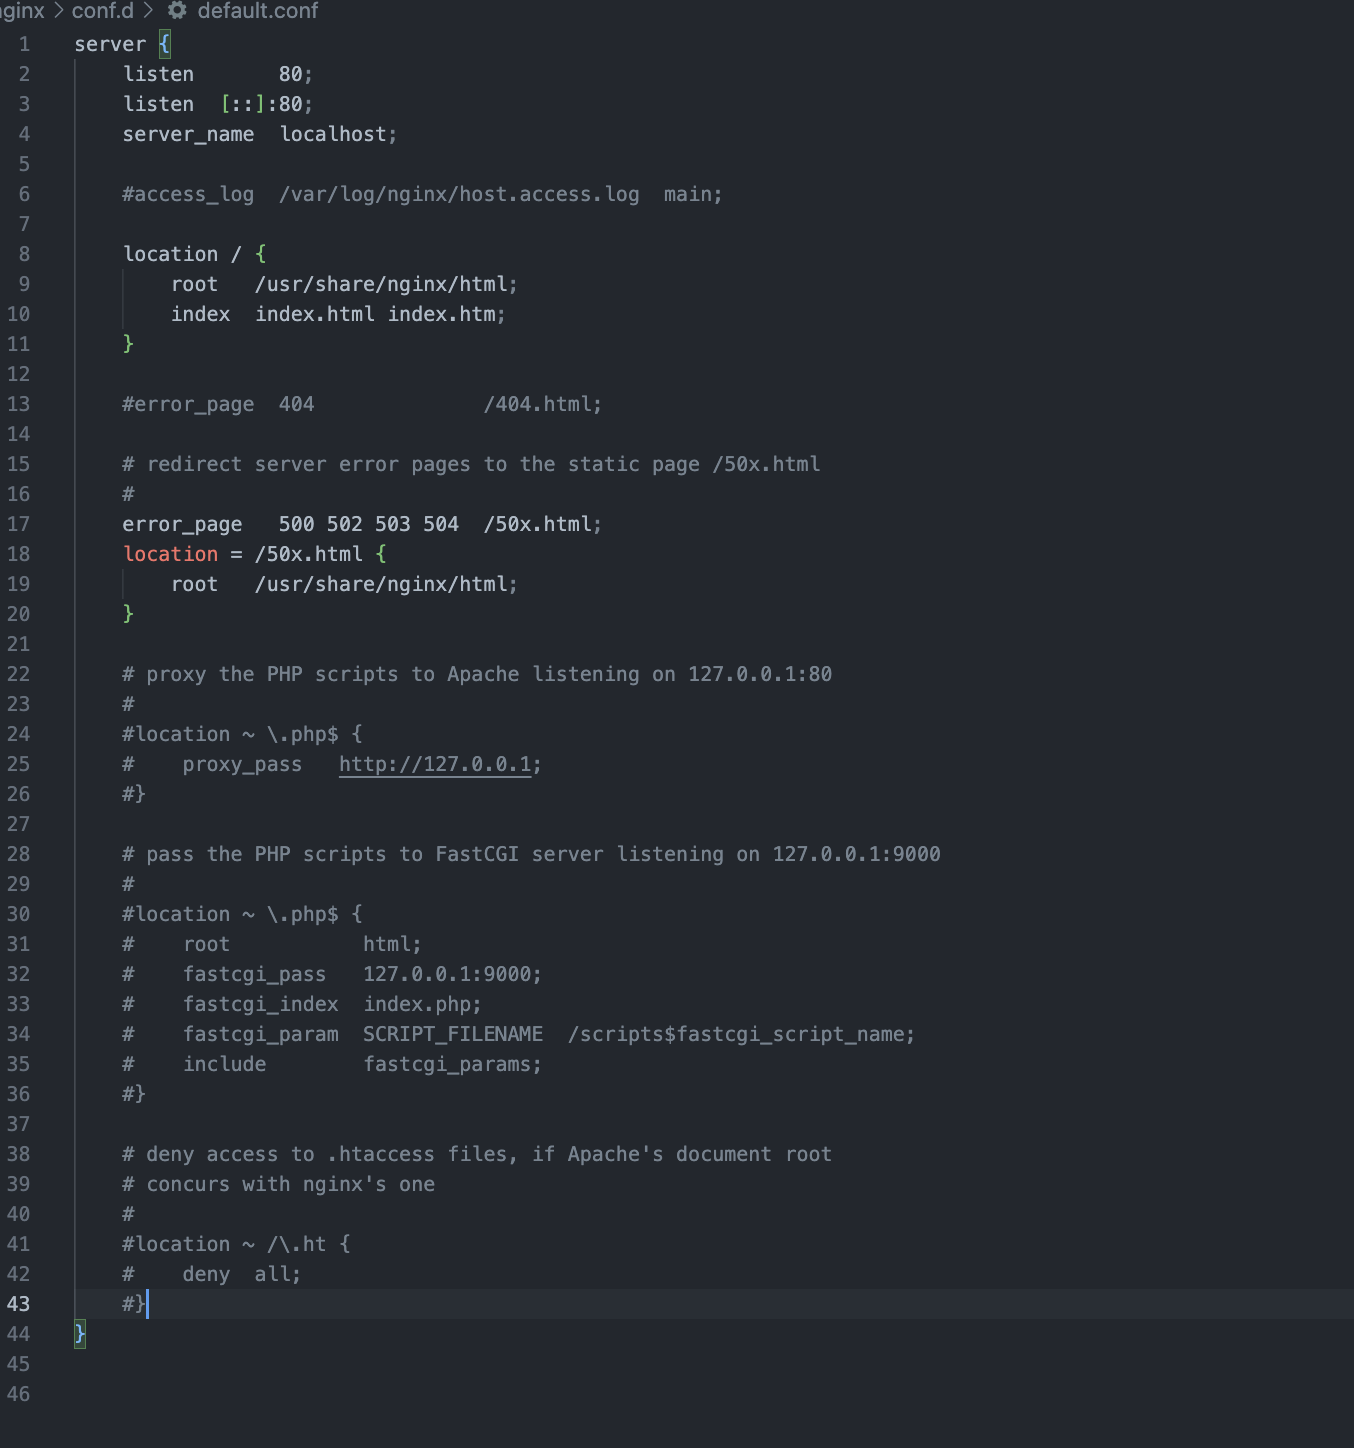 nginx > conf.d > default.conf
1 server {
2     listen       80;
3     listen  [::]:80;
4     server_name  localhost;
5
6     #access_log  /var/log/nginx/host.access.log  main;
7
8     location / {
9         root   /usr/share/nginx/html;
10         index  index.html index.htm;
11     }
12
13     #error_page  404              /404.html;
14
15     # redirect server error pages to the static page /50x.html
16     #
17     error_page   500 502 503 504  /50x.html;
18     location = /50x.html {
19         root   /usr/share/nginx/html;
20     }
21
22     # proxy the PHP scripts to Apache listening on 127.0.0.1:80
23     #
24     #location ~ \.php$ {
25     #    proxy_pass   http://127.0.0.1;
26     #}
27
28     # pass the PHP scripts to FastCGI server listening on 127.0.0.1:9000
29     #
30     #location ~ \.php$ {
31     #    root           html;
32     #    fastcgi_pass   127.0.0.1:9000;
33     #    fastcgi_index  index.php;
34     #    fastcgi_param  SCRIPT_FILENAME  /scripts$fastcgi_script_name;
35     #    include        fastcgi_params;
36     #}
37
38     # deny access to .htaccess files, if Apache's document root
39     # concurs with nginx's one
40     #
41     #location ~ /\.ht {
42     #    deny  all;
43     #}
44 }
45
46